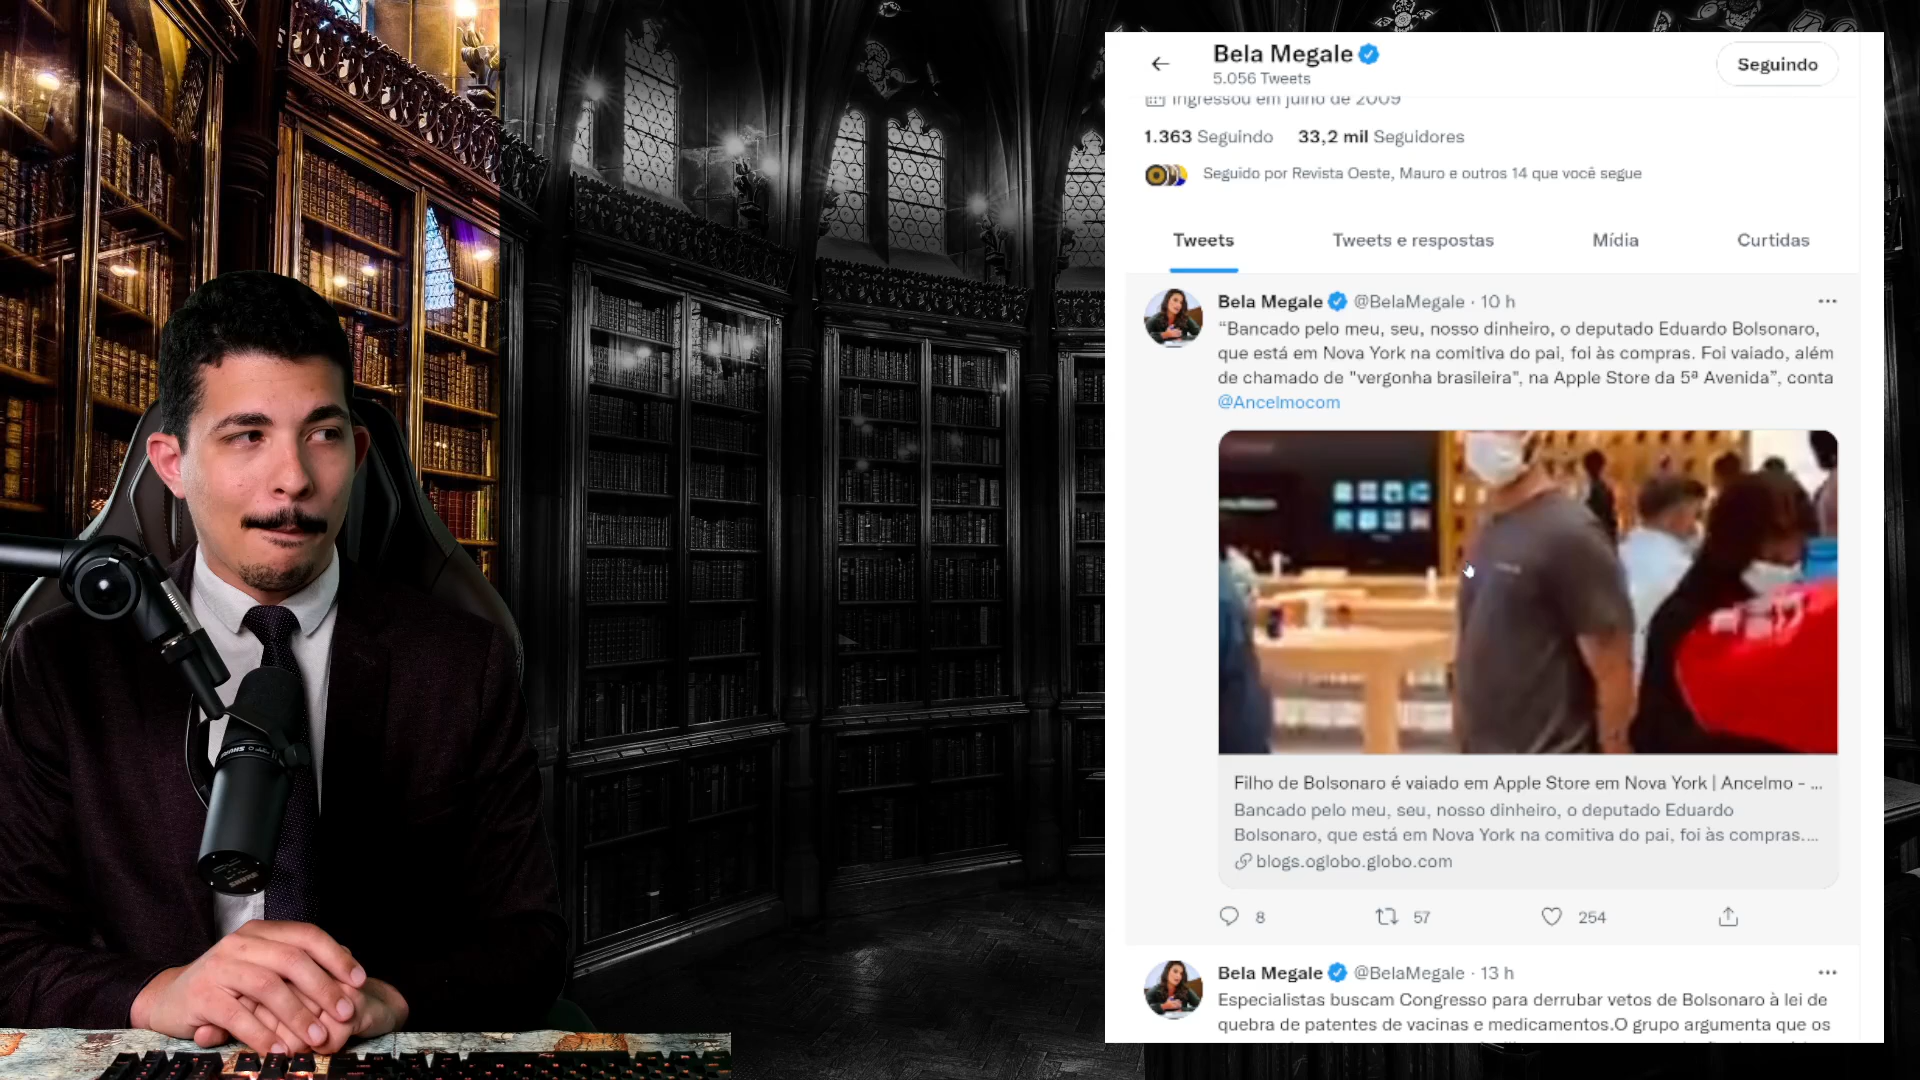 Bela Megale
5.056 Tweets
Seguindo
Ingressou em julho de 2009
1.363 Seguindo 33,2 mil Seguidores
Seguido por Revista Oeste, Mauro e outros 14 que você segue
Tweets Tweets e respostas Mídia Curtidas
Bela Megale @BelaMegale · 10 h
“Bancado pelo meu, seu, nosso dinheiro, o deputado Eduardo Bolsonaro,
que está em Nova York na comitiva do pai, foi às compras. Foi vaiado, além
de chamado de "vergonha brasileira", na Apple Store da 5ª Avenida”, conta
@Ancelmocom
Filho de Bolsonaro é vaiado em Apple Store em Nova York | Ancelmo - ...
Bancado pelo meu, seu, nosso dinheiro, o deputado Eduardo
Bolsonaro, que está em Nova York na comitiva do pai, foi às compras....
blogs.oglobo.globo.com
8 57 254
Bela Megale @BelaMegale · 13 h
Especialistas buscam Congresso para derrubar vetos de Bolsonaro à lei de
quebra de patentes de vacinas e medicamentos.O grupo argumenta que os
SHURE